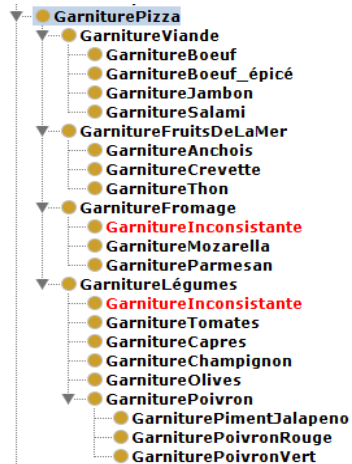 GarniturePizza
GarnitureViande
GarnitureBoeuf
GarnitureBoeuf_épicé
GarnitureJambon
GarnitureSalami
GarnitureFruitsDeLaMer
GarnitureAnchois
GarnitureCrevette
GarnitureThon
GarnitureFromage
GarnitureInconsistante
GarnitureMozarella
GarnitureParmesan
GarnitureLégumes
GarnitureInconsistante
GarnitureTomates
GarnitureCapres
GarnitureChampignon
GarnitureOlives
GarniturePoivron
GarniturePimentJalapeno
GarniturePoivronRouge
GarniturePoivronVert